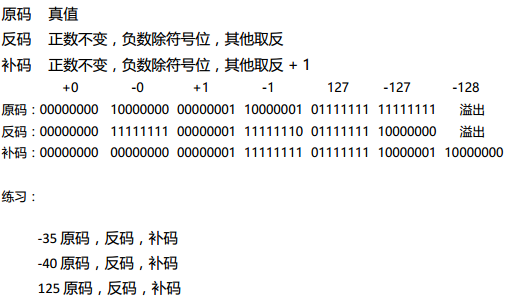 原码 真值
反码 正数不变，负数除符号位，其他取反
补码 正数不变，负数除符号位，其他取反 + 1
+0 -0 +1 -1 127 -127 -128
原码：00000000 10000000 00000001 10000001 01111111 11111111 溢出
反码：00000000 11111111 00000001 11111110 01111111 10000000 溢出
补码：00000000 00000000 00000001 11111111 01111111 10000001 10000000
练习：
-35 原码，反码，补码
-40 原码，反码，补码
125 原码，反码，补码